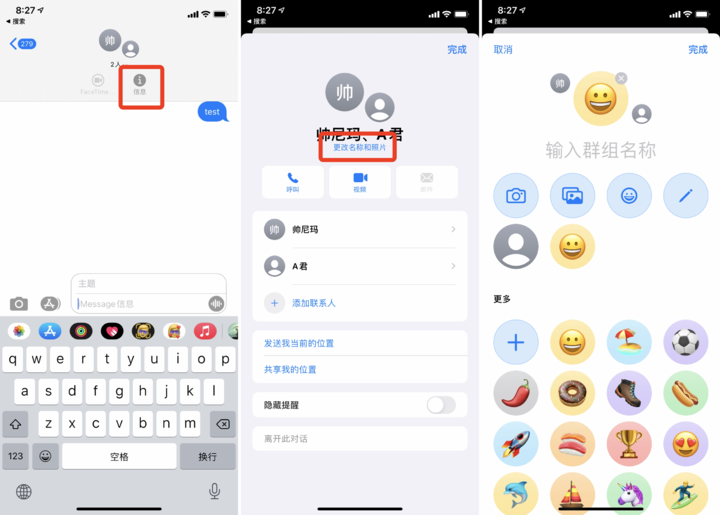 8:27
搜索
279
帅
2人
FaceTime
信息
test
主题
iMessage信息
q w e r t y u i o p
a s d f g h j k l
z x c v b n m
123
空格
换行
8:27
搜索
完成
帅
帅尼玛、A君
更改名称和照片
呼叫
视频
邮件
帅
帅尼玛
A君
添加联系人
发送我当前的位置
共享我的位置
隐藏提醒
离开此对话
8:27
搜索
取消
完成
帅
输入群组名称
更多